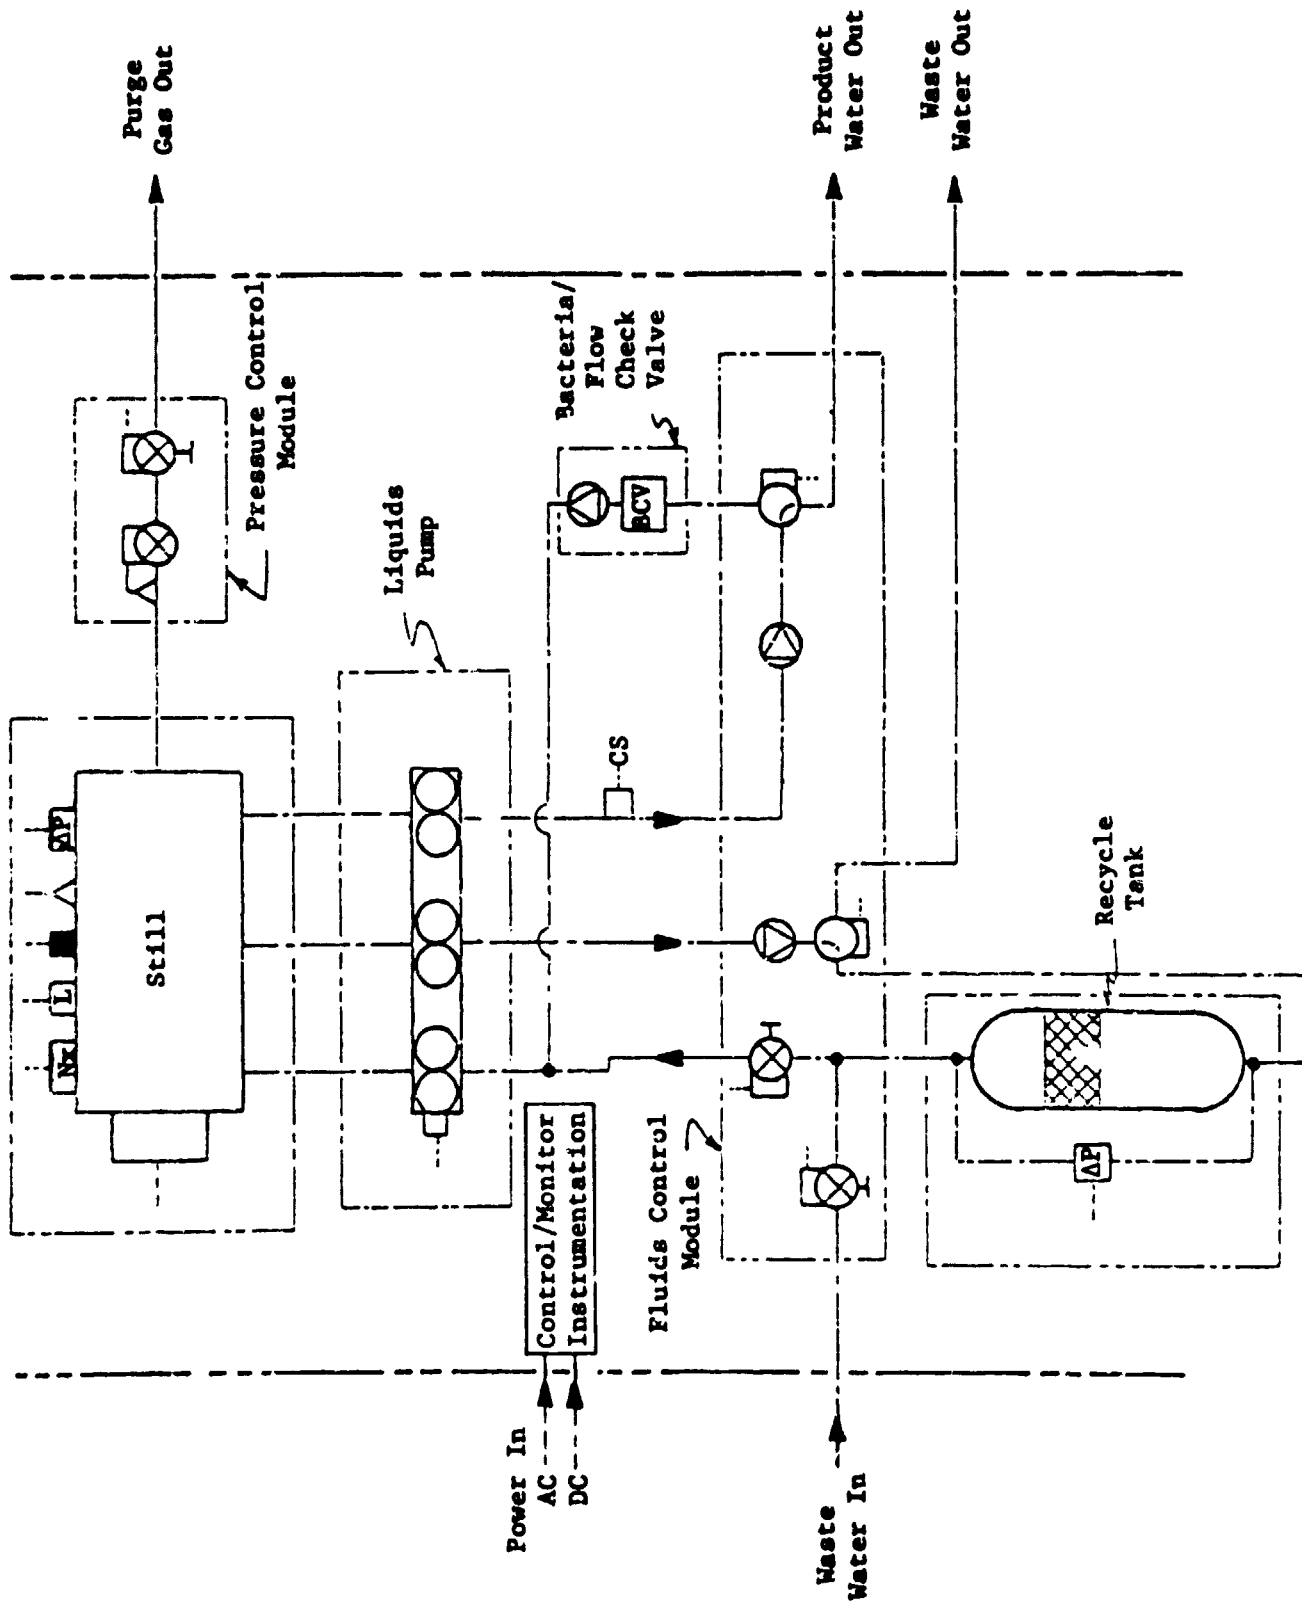 Purge
Gas Out
Product
Water Out
Waste
Water Out
Pressure Control
Module
Bacteria/
Flow
Check
Valve
BCV
Liquids
Pump
CS
ΔP
L
Nx
Still
Recycle
Tank
ΔP
Control/Monitor
Instrumentation
Fluids Control
Module
Power In
AC
DC
Waste
Water In